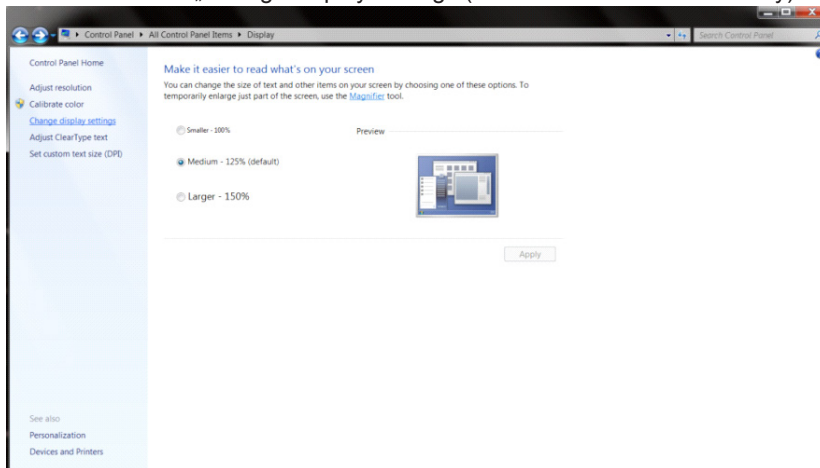 „Change display settings (
y)
Control Panel ▸ All Control Panel Items ▸ Display
Search Control Panel
Control Panel Home
Adjust resolution
Calibrate color
Change display settings
Adjust ClearType text
Set custom text size (DPI)
See also
Personalization
Devices and Printers
Make it easier to read what's on your screen
You can change the size of text and other items on your screen by choosing one of these options. To
temporarily enlarge just part of the screen, use the Magnifier tool.
Smaller - 100%
Preview
Medium - 125% (default)
Larger - 150%
Apply